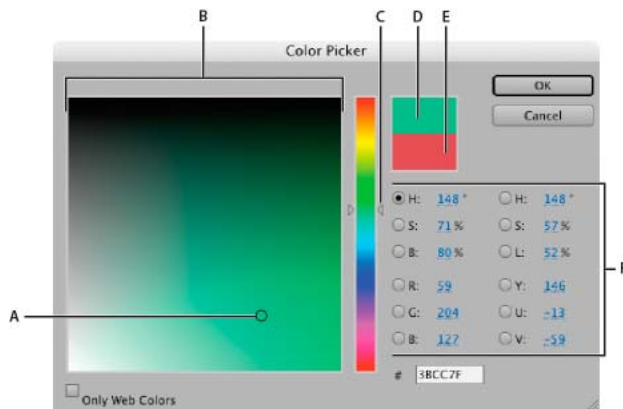 B C D E
Color Picker
OK
Cancel
H: 148 ° H: 148 °
S: 71 % S: 57 %
B: 80 % L: 52 %
F
R: 59 Y: 146
A
G: 204 U: -13
B: 127 V: -59
# 3BCC7F
Only Web Colors